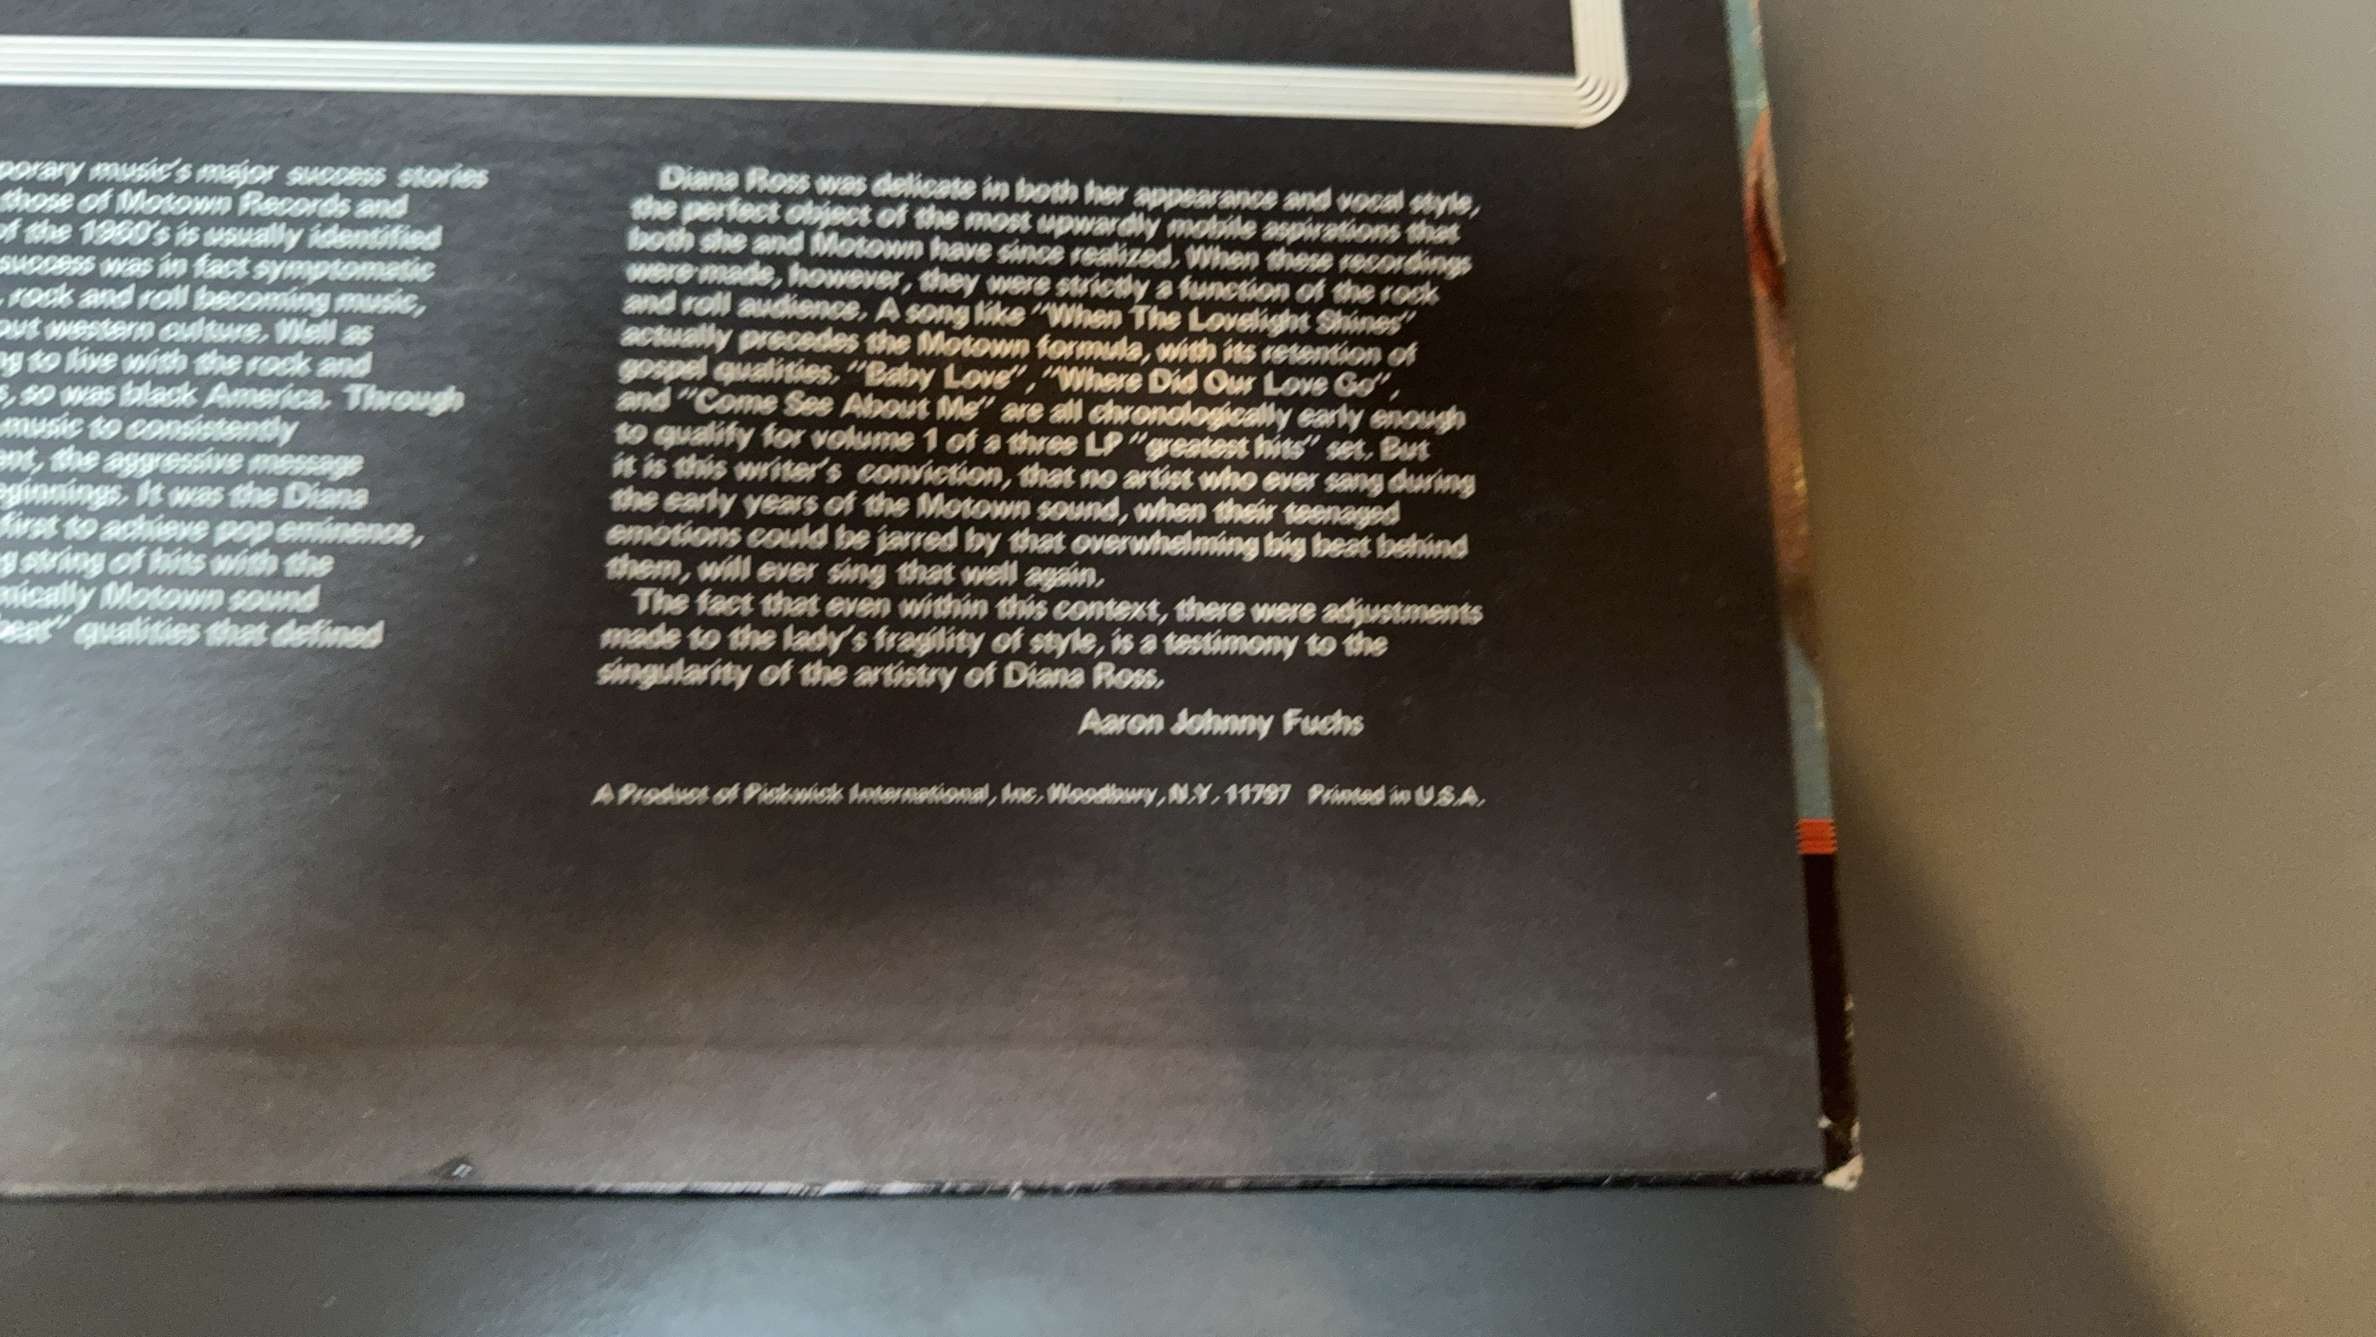 porary music's major success stories
those of Motown Records and
of the 1960's is usually identified
success was in fact symptomatic
, rock and roll becoming music,
out western culture. Well as
ng to live with the rock and
s, so was black America. Through
music to consistently
ent, the aggressive message
eginnings. It was the Diana
first to achieve pop eminence,
g string of hits with the
mically Motown sound
beat" qualities that defined
Diana Ross was delicate in both her appearance and vocal style,
the perfect object of the most upwardly mobile aspirations that
both she and Motown have since realized. When these recordings
were made, however, they were strictly a function of the rock
and roll audience. A song like "When The Lovelight Shines"
actually precedes the Motown formula, with its retention of
gospel qualities. "Baby Love", "Where Did Our Love Go",
and "Come See About Me" are all chronologically early enough
to qualify for volume 1 of a three LP "greatest hits" set. But
it is this writer's conviction, that no artist who ever sang during
the early years of the Motown sound, when their teenaged
emotions could be jarred by that overwhelming big beat behind
them, will ever sing that well again.
The fact that even within this context, there were adjustments
made to the lady's fragility of style, is a testimony to the
singularity of the artistry of Diana Ross.
Aaron Johnny Fuchs
A Product of Pickwick International, Inc. Woodbury, N.Y. 11797 Printed in U.S.A.